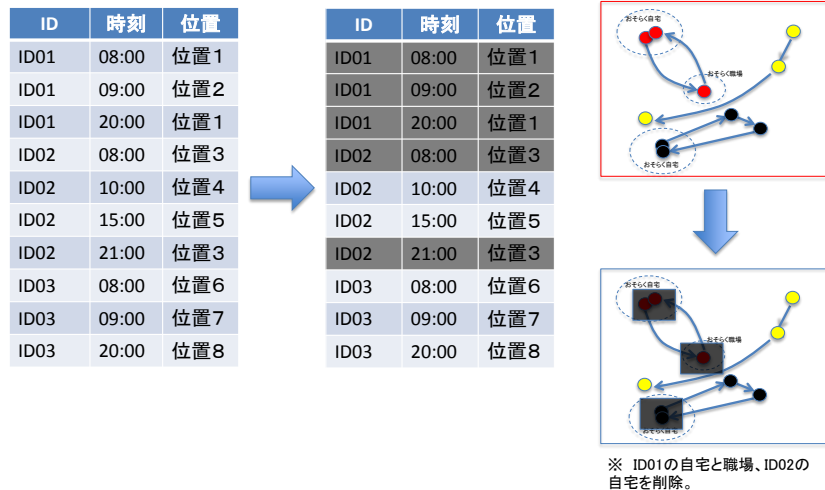 ID 時刻 位置
ID01 08:00 位置1
ID01 09:00 位置2
ID01 20:00 位置1
ID02 08:00 位置3
ID02 10:00 位置4
ID02 15:00 位置5
ID02 21:00 位置3
ID03 08:00 位置6
ID03 09:00 位置7
ID03 20:00 位置8
ID 時刻 位置
ID01 08:00 位置1
ID01 09:00 位置2
ID01 20:00 位置1
ID02 08:00 位置3
ID02 10:00 位置4
ID02 15:00 位置5
ID02 21:00 位置3
ID03 08:00 位置6
ID03 09:00 位置7
ID03 20:00 位置8
おそらく自宅
おそらく職場
おそらく自宅
おそらく自宅
おそらく職場
おそらく自宅
※ ID01の自宅と職場、ID02の
自宅を削除。